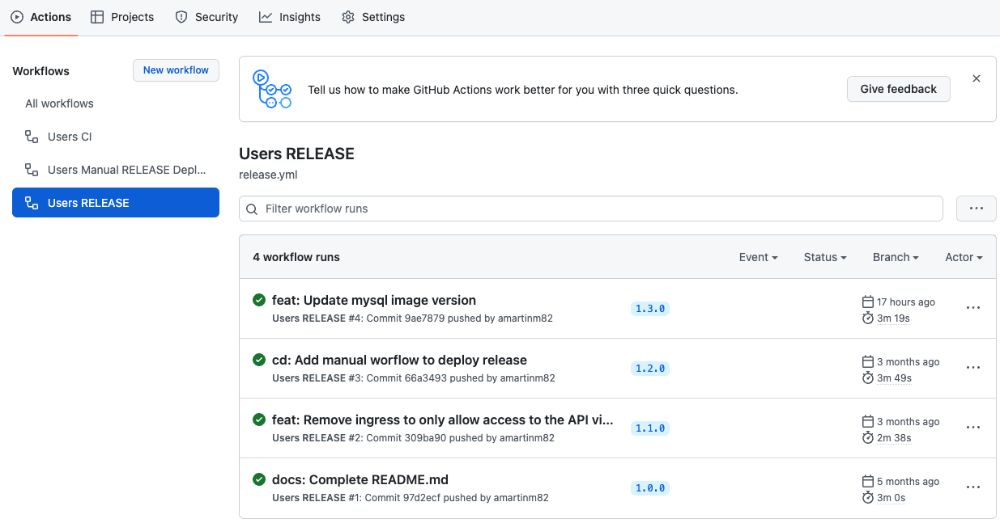 Actions Projects Security Insights Settings
Workflows
New workflow
All workflows
Users CI
Users Manual RELEASE Depl...
Users RELEASE
Tell us how to make GitHub Actions work better for you with three quick questions.
Give feedback
Users RELEASE
release.yml
Filter workflow runs
4 workflow runs Event Status Branch Actor
feat: Update mysql image version
Users RELEASE #4: Commit 9ae7879 pushed by amartinm82
1.3.0
17 hours ago
3m 19s
cd: Add manual worflow to deploy release
Users RELEASE #3: Commit 66a3493 pushed by amartinm82
1.2.0
3 months ago
3m 49s
feat: Remove ingress to only allow access to the API vi...
Users RELEASE #2: Commit 309ba90 pushed by amartinm82
1.1.0
3 months ago
2m 38s
docs: Complete README.md
Users RELEASE #1: Commit 97d2ecf pushed by amartinm82
1.0.0
5 months ago
3m 0s